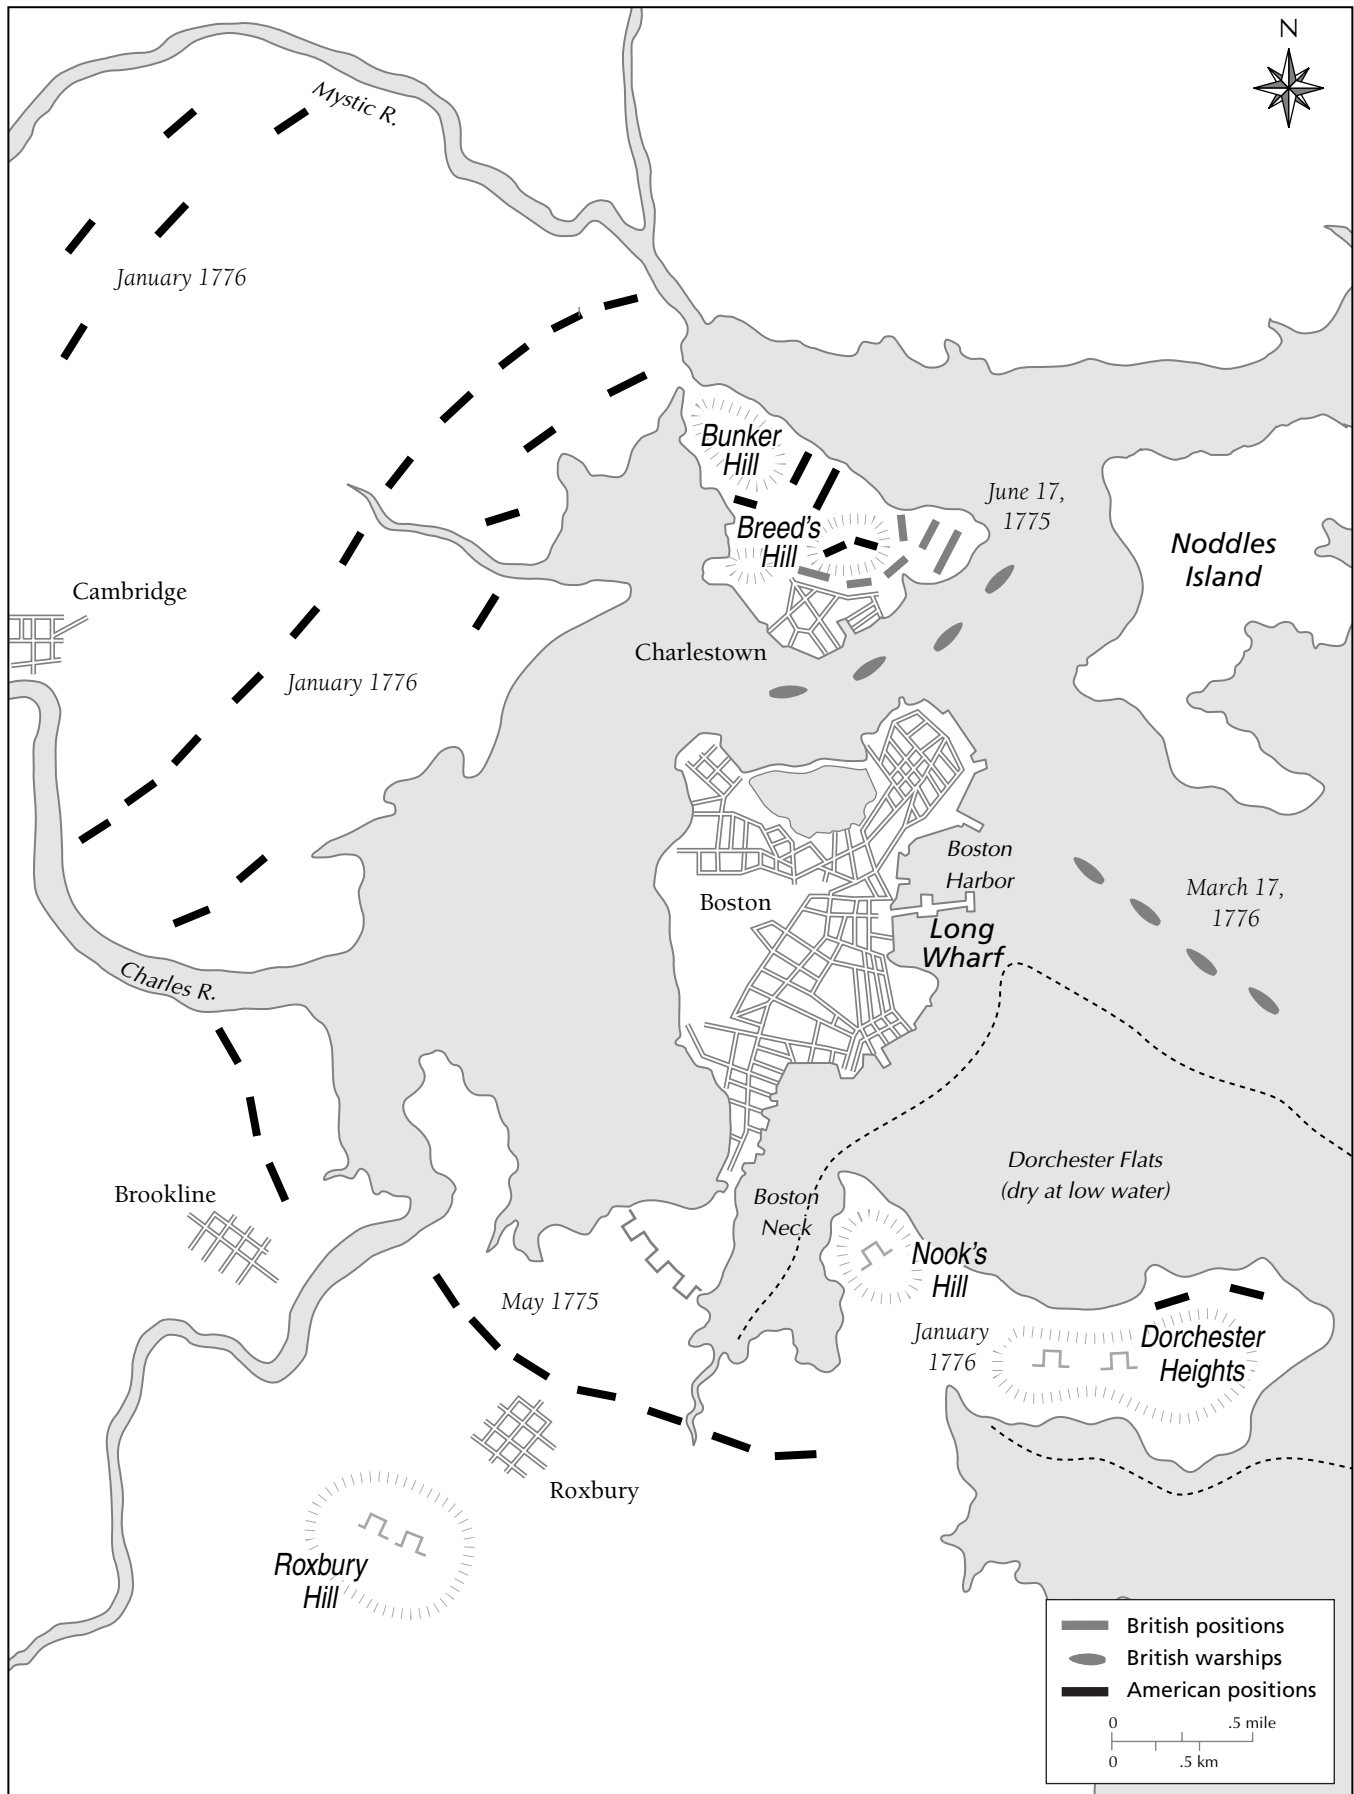 N
Mystic R.
January 1776
Bunker
Hill
June 17,
1775
Breed's
Hill
Noddles
Island
Cambridge
Charlestown
January 1776
Boston
Harbor
March 17,
1776
Boston
Long
Wharf
Charles R.
Dorchester Flats
(dry at low water)
Brookline
Boston
Neck
Nook's
Hill
May 1775
January
1776
Dorchester
Heights
Roxbury
Roxbury
Hill
British positions
British warships
American positions
0 .5 mile
0 .5 km